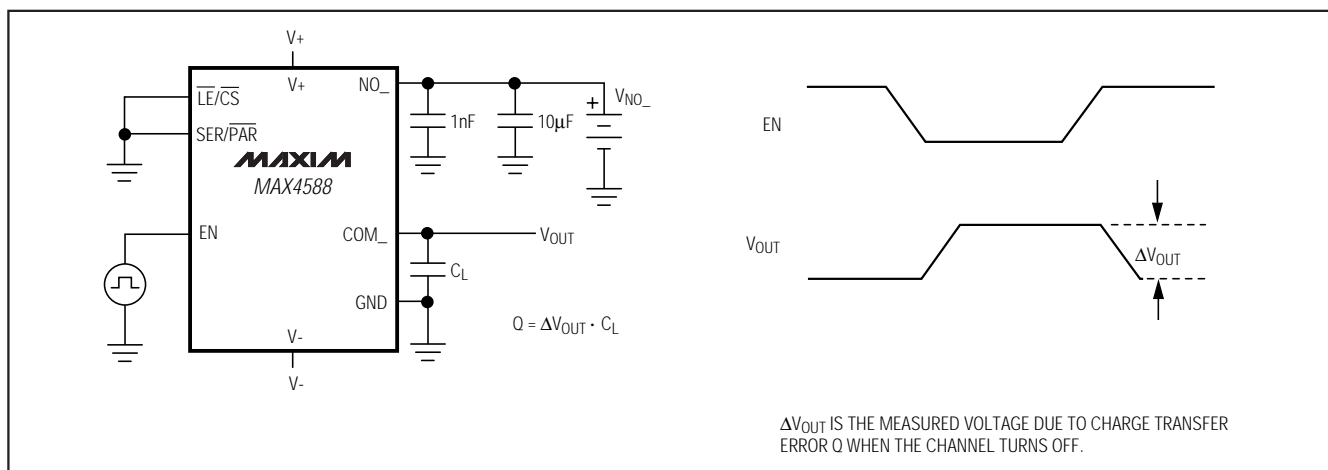 V+
V+
NO_
LE/CS
SER/PAR
1nF
10µF
+
V_NO_
MAXIM
MAX4588
EN
COM_
V_OUT
C_L
GND
V-
V-
Q = ΔV_OUT · C_L
EN
V_OUT
ΔV_OUT
ΔV_OUT IS THE MEASURED VOLTAGE DUE TO CHARGE TRANSFER
ERROR Q WHEN THE CHANNEL TURNS OFF.